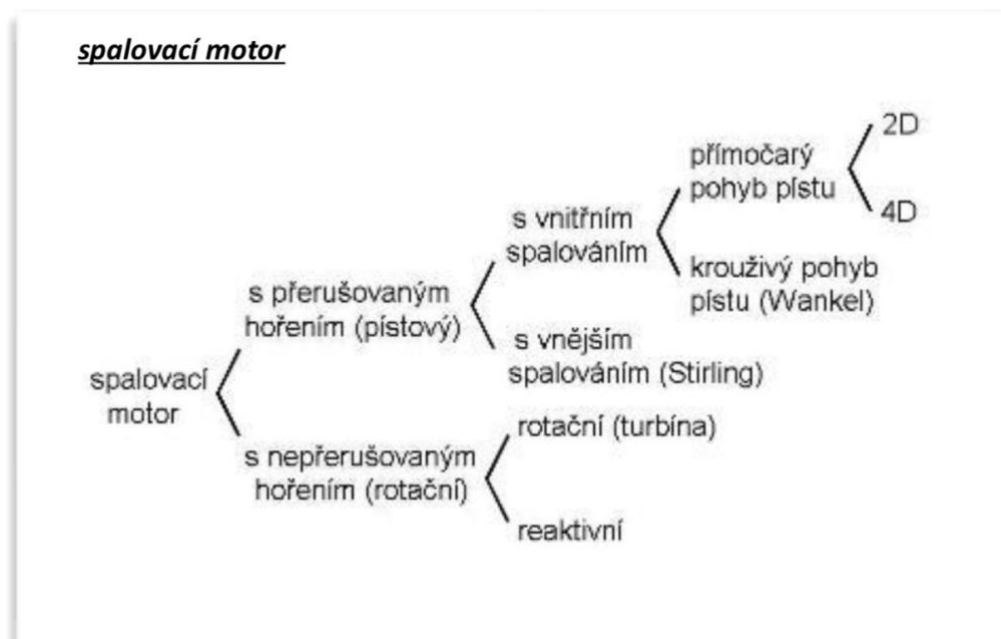 spalovací motor
2D
přímočarý
pohyb pístu
4D
s vnitřním
spalováním
krouživý pohyb
pístu (Wankel)
s přerušovaným
hořením (pístový)
s vnějším
spalováním (Stirling)
spalovací
motor
rotační (turbína)
s nepřerušovaným
hořením (rotační)
reaktivní